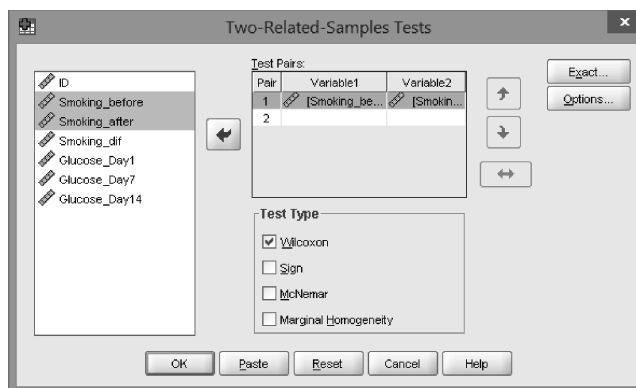 Two-Related-Samples Tests
x
ID
Smoking_before
Smoking_after
Smoking_dif
Glucose_Day1
Glucose_Day7
Glucose_Day14
Test Pairs:
Pair Variable1 Variable2
1 [Smoking_be... [Smokin...
2
Exact...
Options...
Test Type
Wilcoxon
Sign
McNemar
Marginal Homogeneity
OK Paste Reset Cancel Help